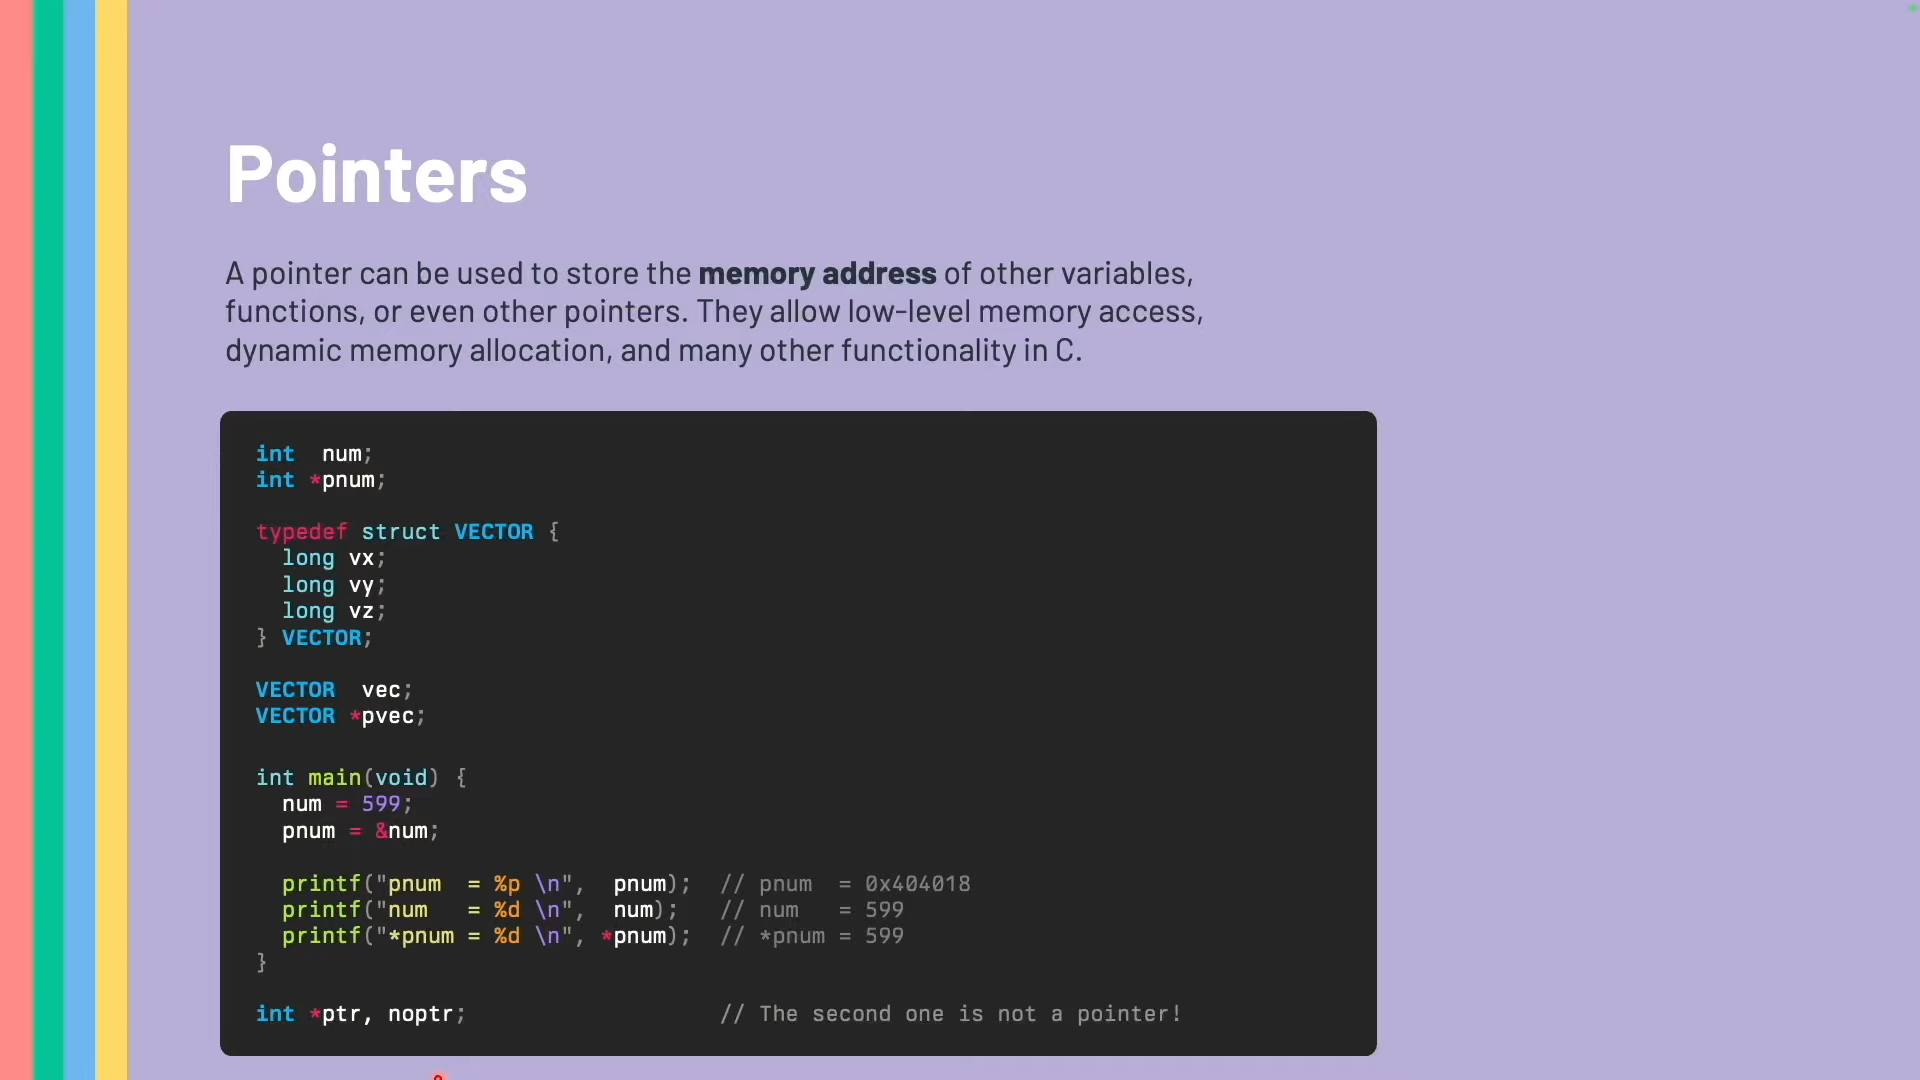 Pointers
A pointer can be used to store the memory address of other variables,
functions, or even other pointers. They allow low-level memory access,
dynamic memory allocation, and many other functionality in C.
int  num;
int *pnum;
typedef struct VECTOR {
  long vx;
  long vy;
  long vz;
} VECTOR;
VECTOR  vec;
VECTOR *pvec;
int main(void) {
  num = 599;
  pnum = &num;
  printf("pnum  = %p \n",  pnum);  // pnum  = 0x404018
  printf("num   = %d \n",  num);   // num   = 599
  printf("*pnum = %d \n", *pnum);  // *pnum = 599
}
int *ptr, noptr;                   // The second one is not a pointer!